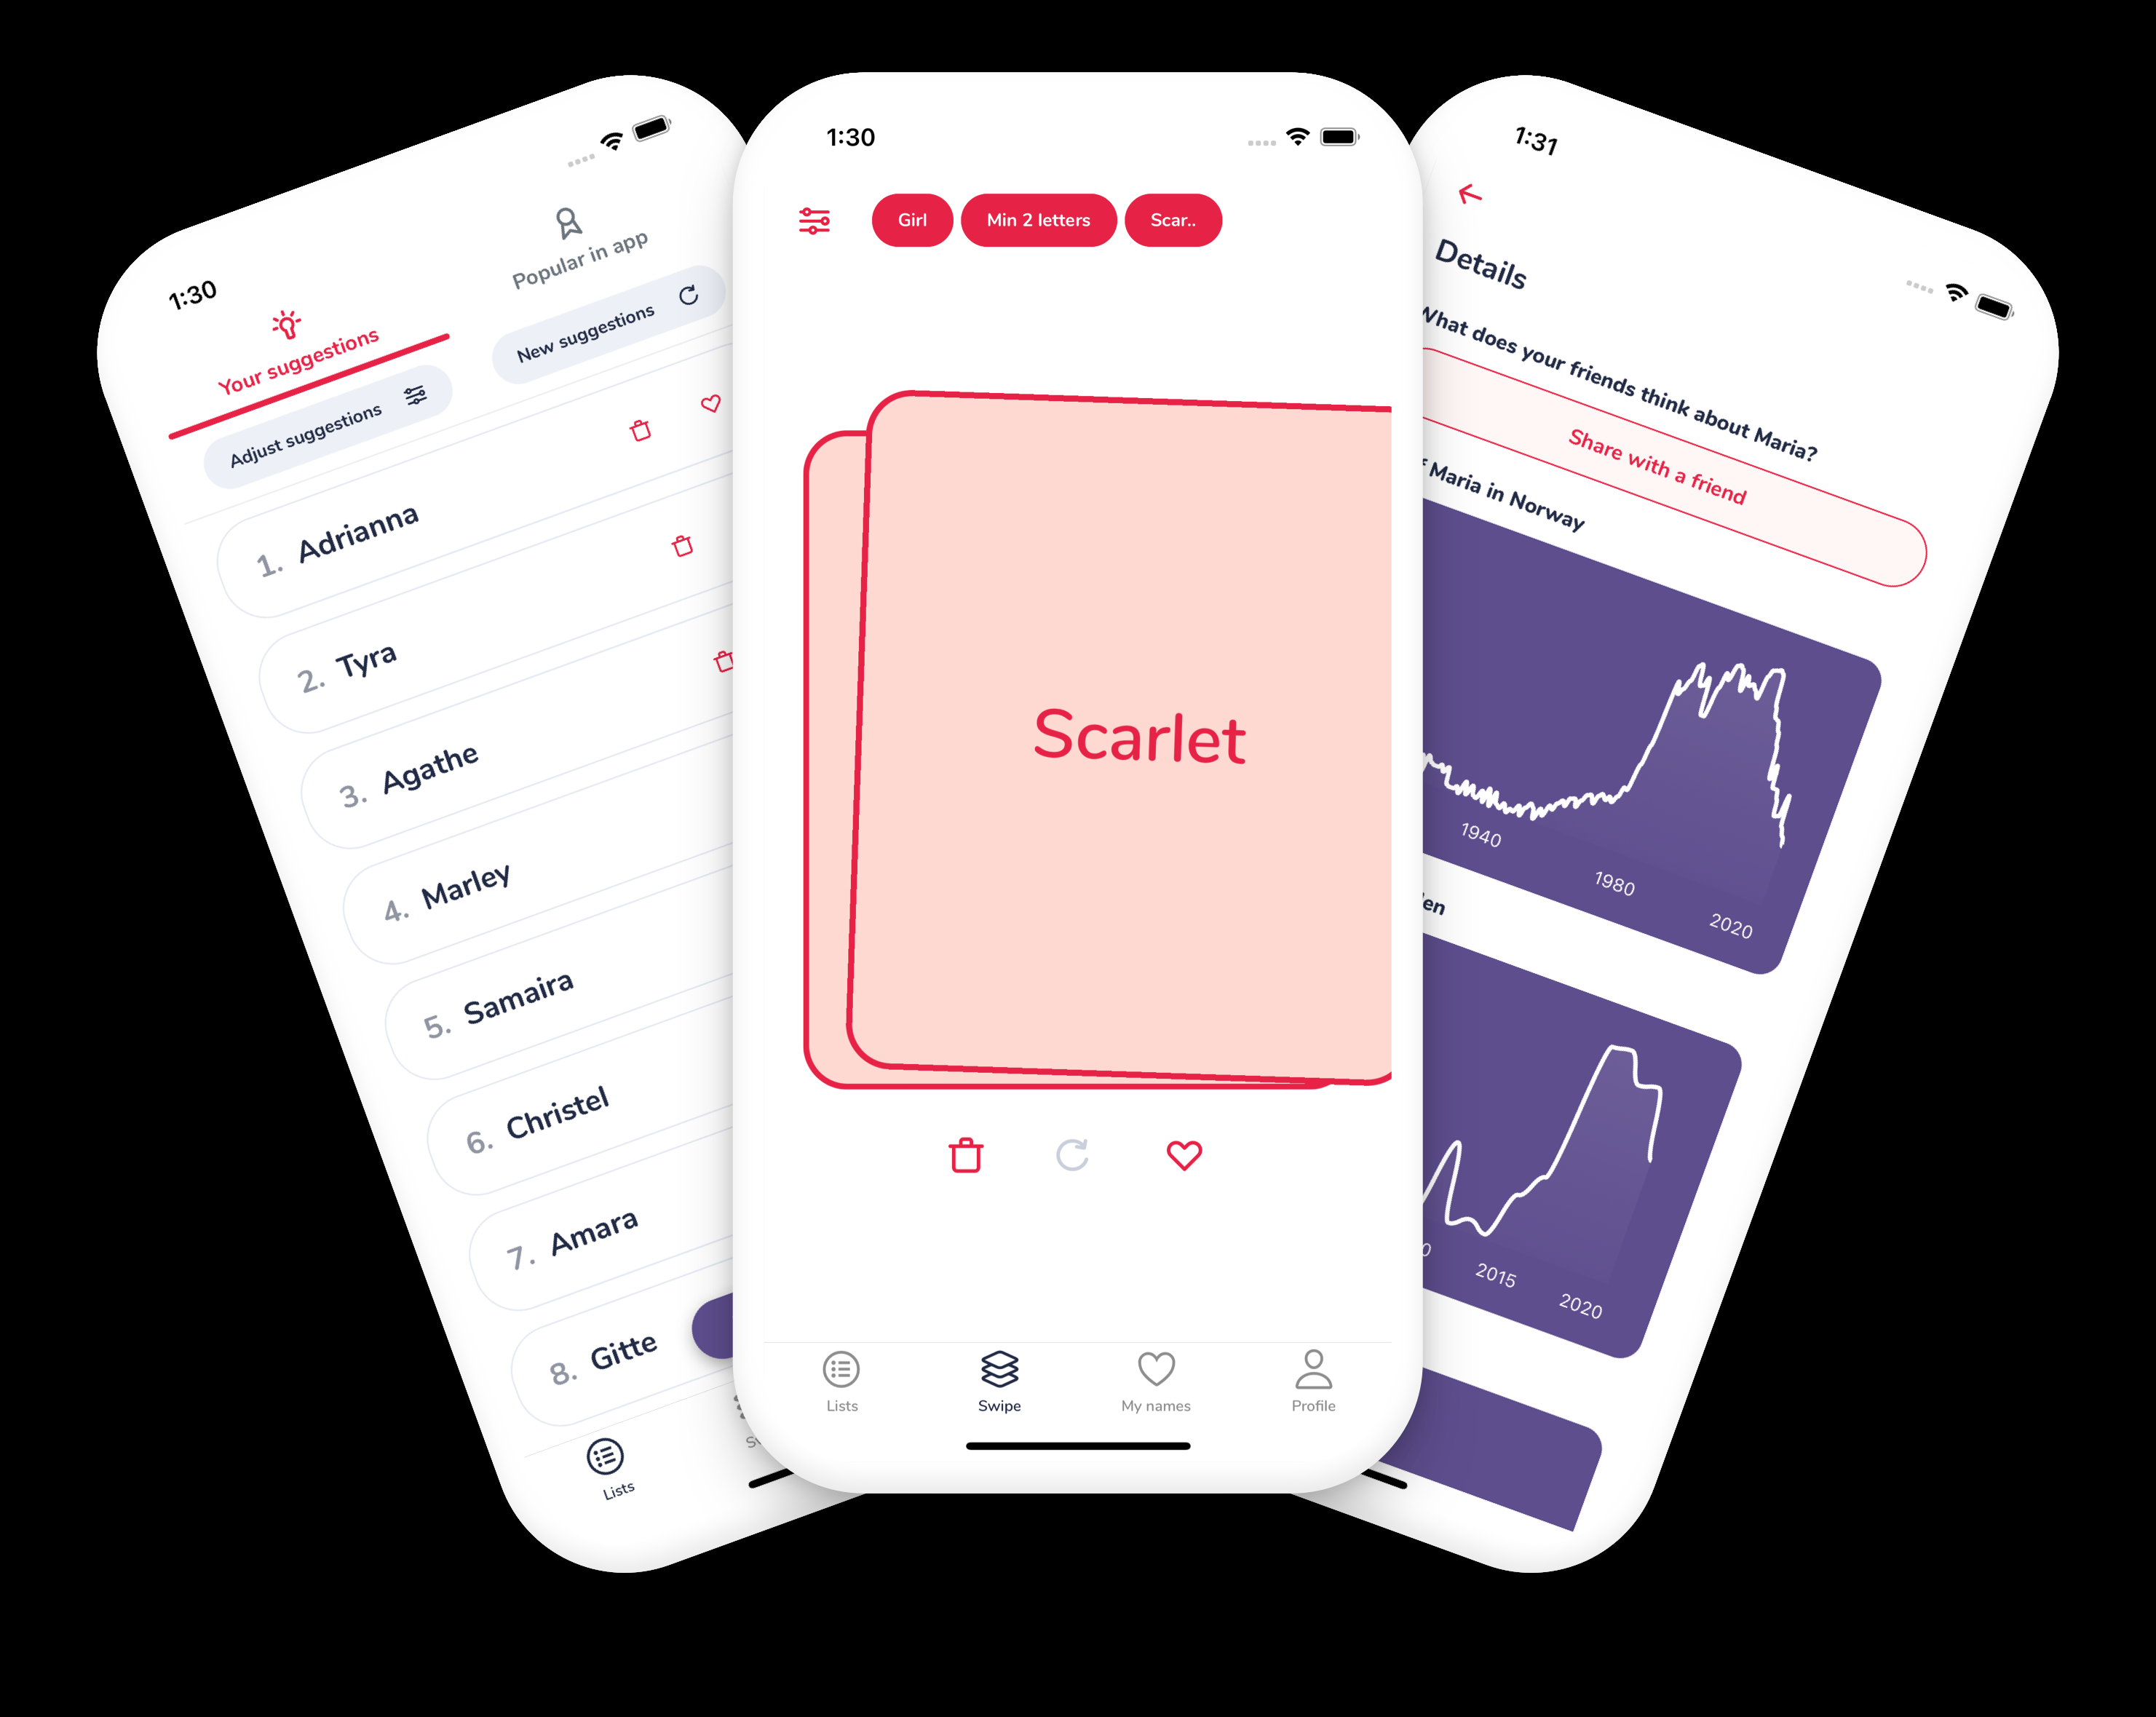 1:30
Your suggestions
Popular in app
Adjust suggestions
New suggestions
1. Adrianna
2. Tyra
3. Agathe
4. Marley
5. Samaira
6. Christel
7. Amara
8. Gitte
Lists
1:30
Girl
Min 2 letters
Scar..
Scarlet
Lists
Swipe
My names
Profile
1:31
Details
What does your friends think about Maria?
Share with a friend
Maria in Norway
1940
1980
2020
2015
2020